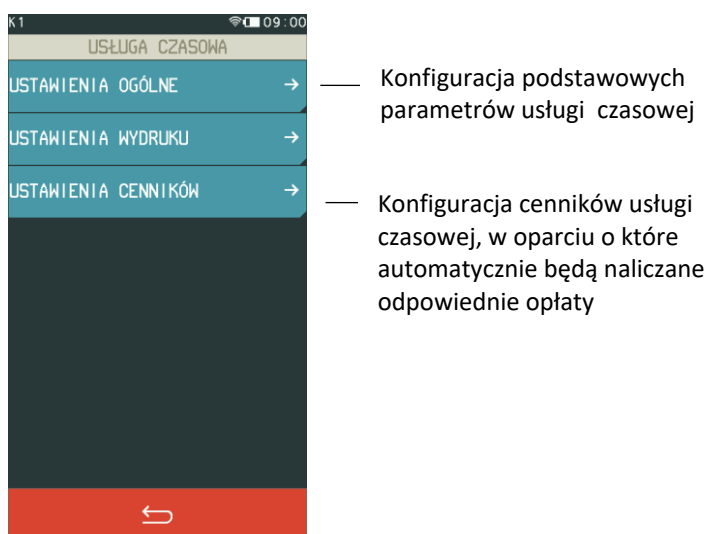 K1 09:00
USŁUGA CZASOWA
USTAWIENIA OGÓLNE
Konfiguracja podstawowych
parametrów usługi czasowej
USTAWIENIA WYDRUKU
USTAWIENIA CENNIKÓW
Konfiguracja cenników usługi
czasowej, w oparciu o które
automatycznie będą naliczane
odpowiednie opłaty